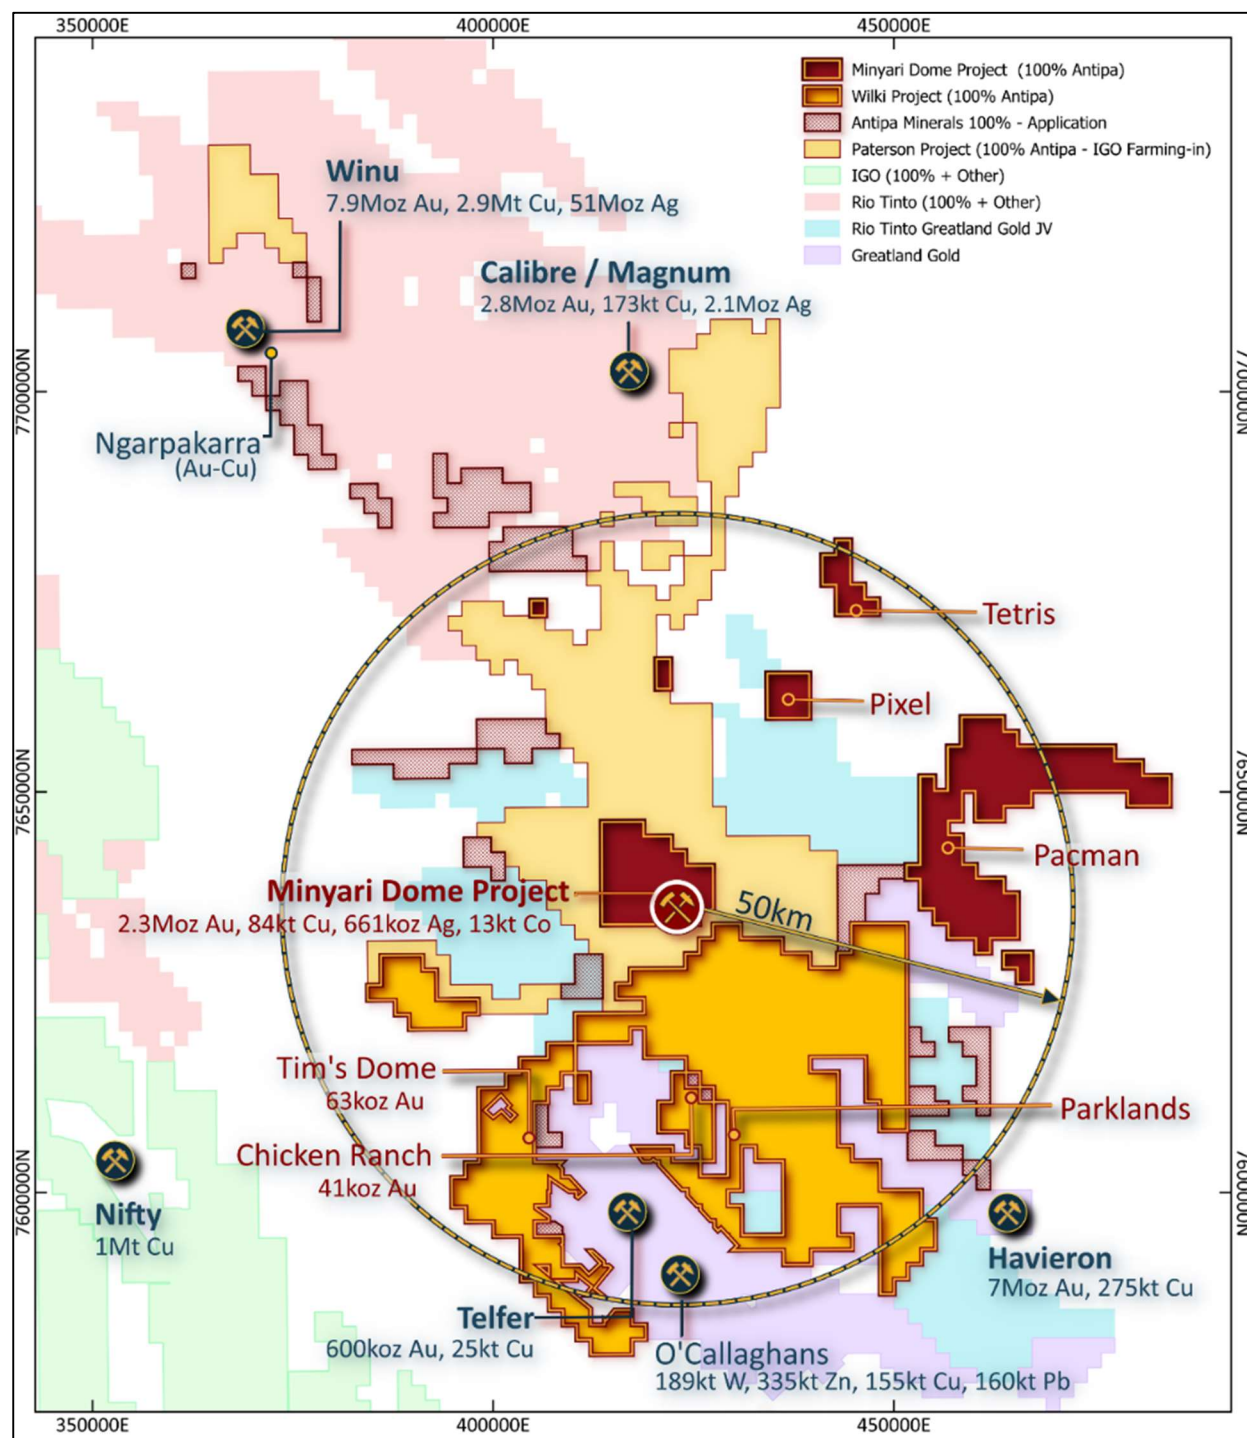 350000E
400000E
450000E
Minyari Dome Project (100% Antipa)
Wilki Project (100% Antipa)
Antipa Minerals 100% - Application
Paterson Project (100% Antipa - IGO Farming-in)
IGO (100% + Other)
Rio Tinto (100% + Other)
Rio Tinto Greatland Gold JV
Greatland Gold
Winu
7.9Moz Au, 2.9Mt Cu, 51Moz Ag
Calibre / Magnum
2.8Moz Au, 173kt Cu, 2.1Moz Ag
7700000N
7700000N
Ngarpakarra
(Au-Cu)
Tetris
Pixel
7650000N
7650000N
Pacman
Minyari Dome Project
2.3Moz Au, 84kt Cu, 661koz Ag, 13kt Co
50km
Tim's Dome
63koz Au
Parklands
Chicken Ranch
41koz Au
7600000N
7600000N
Nifty
1Mt Cu
Havieron
7Moz Au, 275kt Cu
Telfer
600koz Au, 25kt Cu
O'Callaghans
189kt W, 335kt Zn, 155kt Cu, 160kt Pb
350000E
400000E
450000E